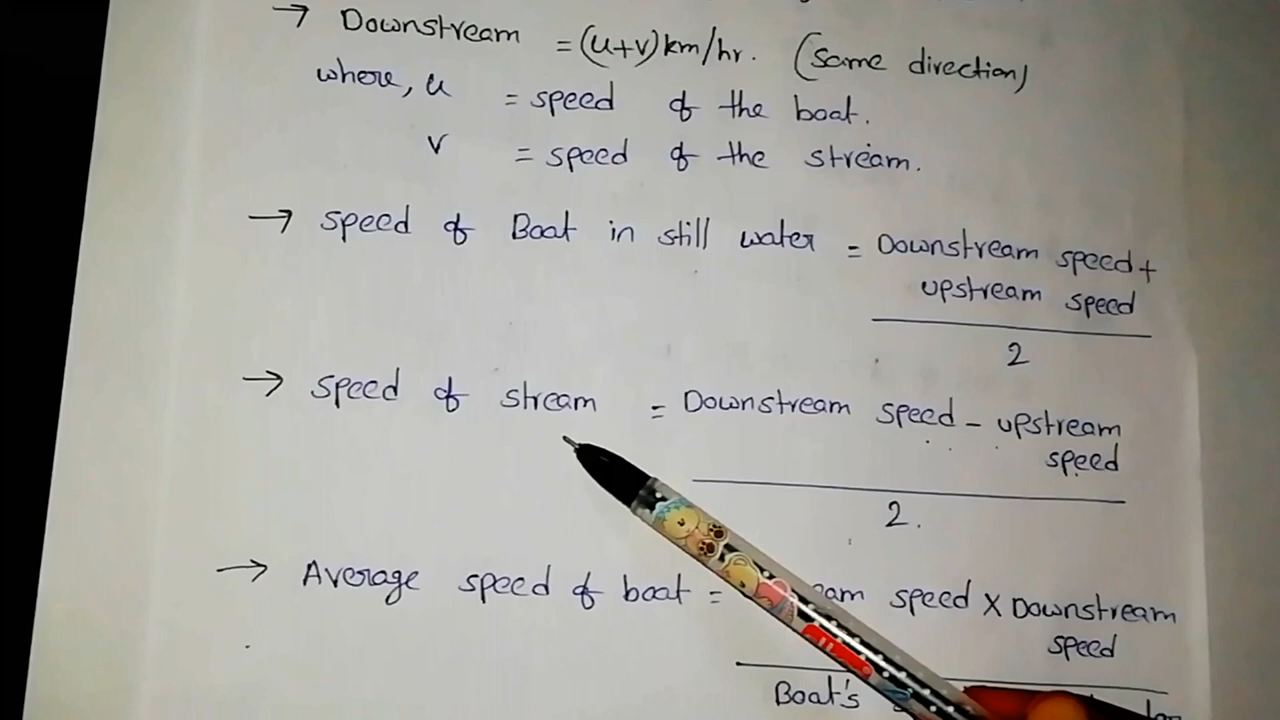 → Downstream = (u+v)km/hr. (same direction)
where, u = speed of the boat.
v = speed of the stream.
→ speed of Boat in still water = Downstream speed +
upstream speed
2
→ speed of stream = Downstream speed - upstream
speed
2.
→ Average speed of boat = speed X Downstream
speed
Boat's